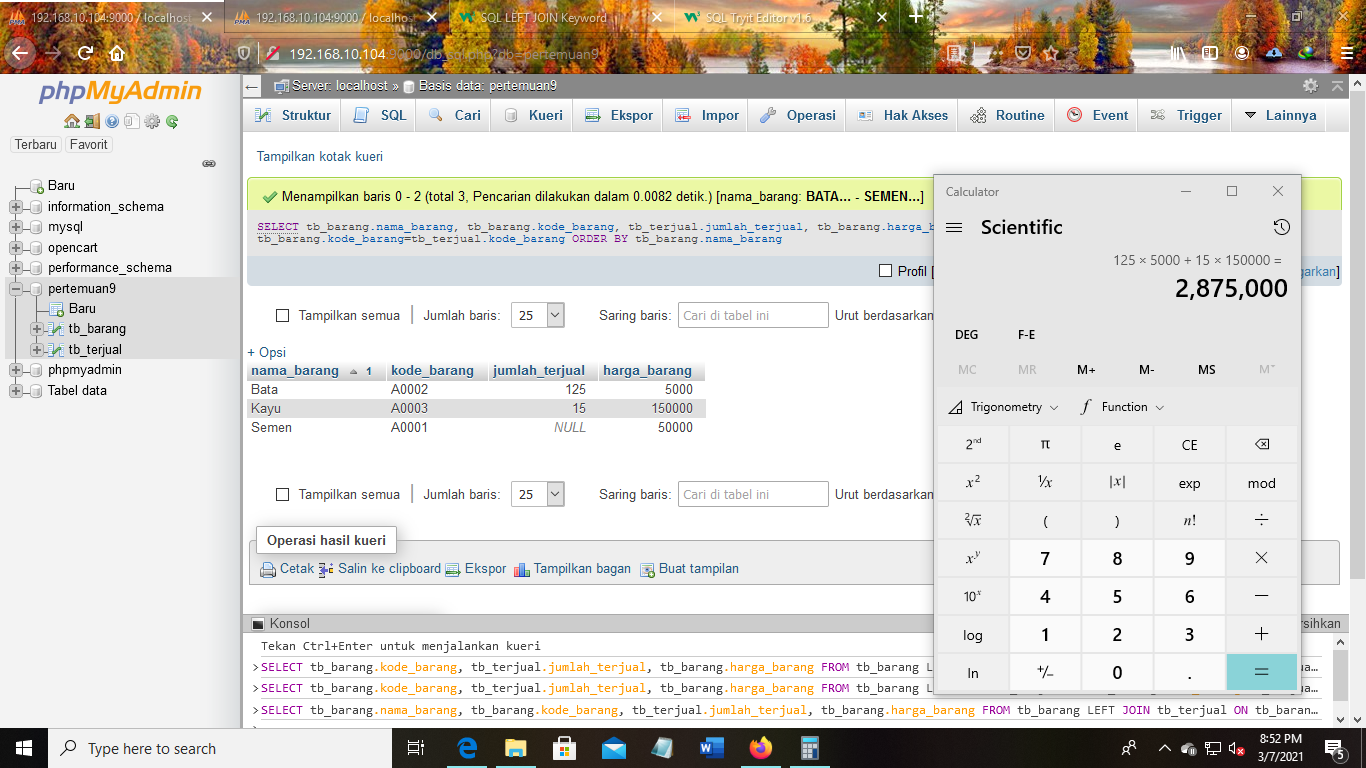 192.168.10.104:9000 / localhos
192.168.10.104:9000 / localhos
SQL LEFT JOIN Keyword
SQL Tryit Editor v1.6
192.168.10.104:9000/db_sql.php?db=pertemuan9
phpMyAdmin
Terbaru
Favorit
Baru
information_schema
mysql
opencart
performance_schema
pertemuan9
Baru
tb_barang
tb_terjual
phpmyadmin
Tabel data
Server: localhost » Basis data: pertemuan9
Struktur
SQL
Cari
Kueri
Ekspor
Impor
Operasi
Hak Akses
Routine
Event
Trigger
Lainnya
Tampilkan kotak kueri
Menampilkan baris 0 - 2 (total 3, Pencarian dilakukan dalam 0.0082 detik.) [nama_barang: BATA... - SEMEN...]
SELECT tb_barang.nama_barang, tb_barang.kode_barang, tb_terjual.jumlah_terjual, tb_barang.harga_b
tb_barang.kode_barang=tb_terjual.kode_barang ORDER BY tb_barang.nama_barang
Profil [
garkan]
Tampilkan semua
Jumlah baris: 25
Saring baris: Cari di tabel ini
Urut berdasarkan
+ Opsi
nama_barang 1 kode_barang jumlah_terjual harga_barang
Bata A0002 125 5000
Kayu A0003 15 150000
Semen A0001 NULL 50000
Tampilkan semua
Jumlah baris: 25
Saring baris: Cari di tabel ini
Urut berdasarkan
Operasi hasil kueri
Cetak
Salin ke clipboard
Ekspor
Tampilkan bagan
Buat tampilan
Konsol
rsihkan
Tekan Ctrl+Enter untuk menjalankan kueri
>SELECT tb_barang.kode_barang, tb_terjual.jumlah_terjual, tb_barang.harga_barang FROM tb_barang L
ua…
>SELECT tb_barang.kode_barang, tb_terjual.jumlah_terjual, tb_barang.harga_barang FROM tb_barang L
ua…
>SELECT tb_barang.nama_barang, tb_barang.kode_barang, tb_terjual.jumlah_terjual, tb_barang.harga_barang FROM tb_barang LEFT JOIN tb_terjual ON tb_baran…
Calculator
Scientific
125 × 5000 + 15 × 150000 =
2,875,000
DEG
F-E
MC MR M+ M- MS M˅
Trigonometry
f Function
2nd π e CE
x² ¹/x |x| exp mod
²√x ( ) n! ÷
xʸ 7 8 9 ×
10ˣ 4 5 6 −
log 1 2 3 +
ln +/− 0 . =
Type here to search
8:52 PM
3/7/2021
5